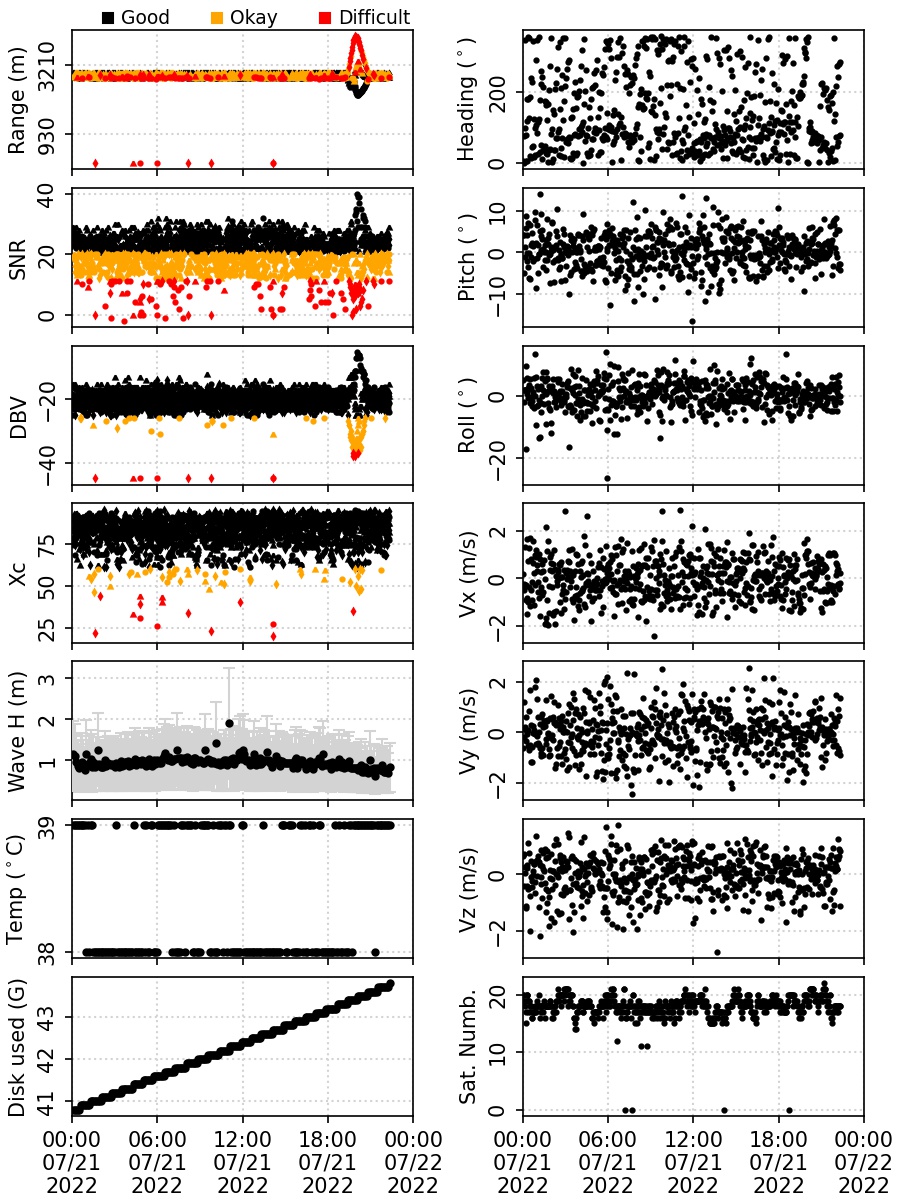 Good Okay Difficult
Range (m)
3210
930
Heading (°)
200
0
SNR
40
20
0
Pitch (°)
10
0
−10
DBV
−20
−40
Roll (°)
0
−20
Xc
75
50
25
Vx (m/s)
2
0
−2
Wave H (m)
3
2
1
Vy (m/s)
2
0
−2
Temp (°C)
39
38
Vz (m/s)
0
−2
Disk used (G)
43
42
41
Sat. Numb.
20
10
0
00:00 06:00 12:00 18:00 00:00
07/21 07/21 07/21 07/21 07/22
2022 2022 2022 2022 2022
00:00 06:00 12:00 18:00 00:00
07/21 07/21 07/21 07/21 07/22
2022 2022 2022 2022 2022